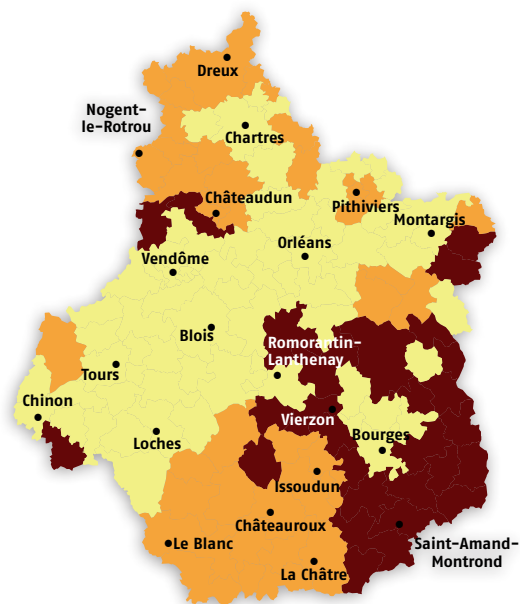 Dreux
Nogent-
le-Rotrou
Chartres
Châteaudun
Pithiviers
Montargis
Orléans
Vendôme
Blois
Romorantin-
Lanthenay
Tours
Chinon
Vierzon
Loches
Bourges
Issoudun
Châteauroux
Le Blanc
Saint-Amand-
Montrond
La Châtre